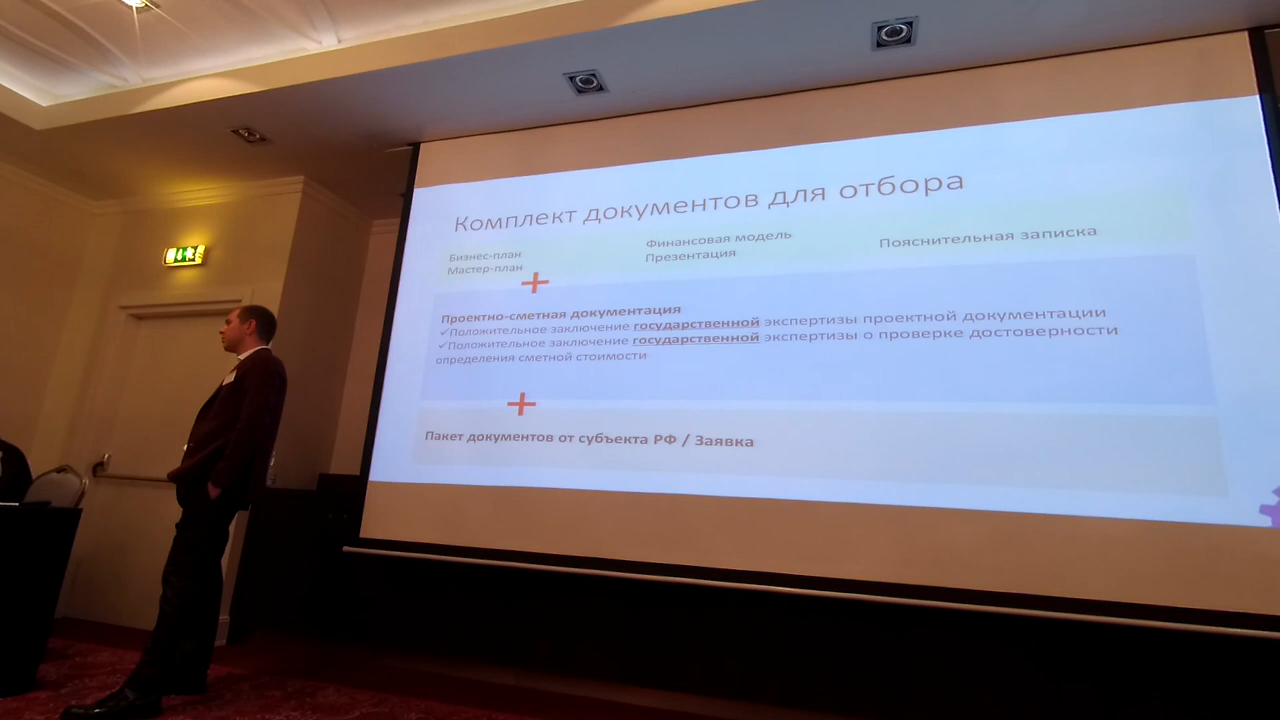 Комплект документов для отбора
Бизнес-план
Мастер-план
Финансовая модель
Презентация
Пояснительная записка
+
Проектно-сметная документация
✓Положительное заключение государственной экспертизы проектной документации
✓Положительное заключение государственной экспертизы о проверке достоверности
определения сметной стоимости
+
Пакет документов от субъекта РФ / Заявка